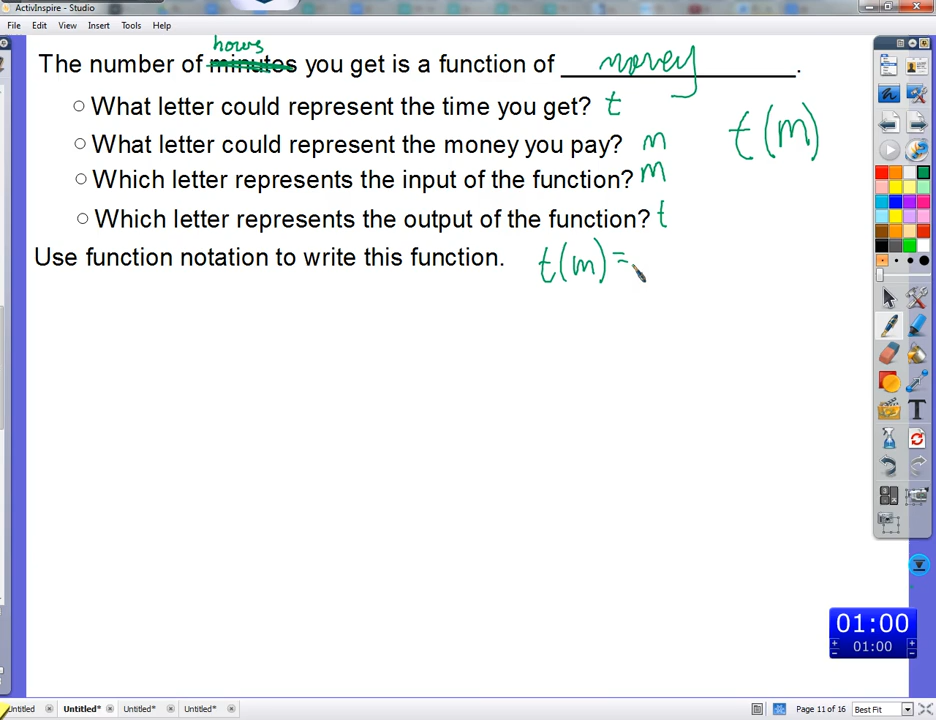 ActivInspire - Studio
File Edit View Insert Tools Help
hours
The number of minutes you get is a function of money.
What letter could represent the time you get? t
t(m)
What letter could represent the money you pay? m
Which letter represents the input of the function? m
Which letter represents the output of the function? t
Use function notation to write this function. t(m)=
T
01:00
01:00
Untitled Untitled* Untitled* Untitled* Page 11 of 16 Best Fit